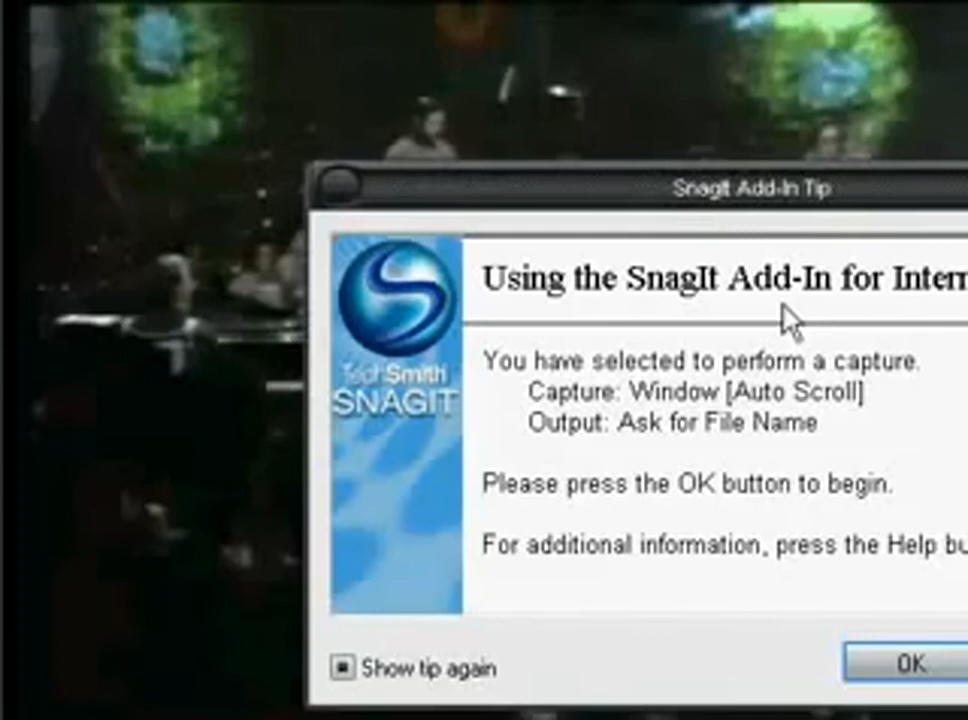 SnagIt Add-In Tip
Using the SnagIt Add-In for
TechSmith
SNAGIT
You have selected to perform a capture.
Capture: Window [Auto Scroll]
Output: Ask for File Name
Please press the OK button to begin.
For additional information, press the Help
Show tip again
OK